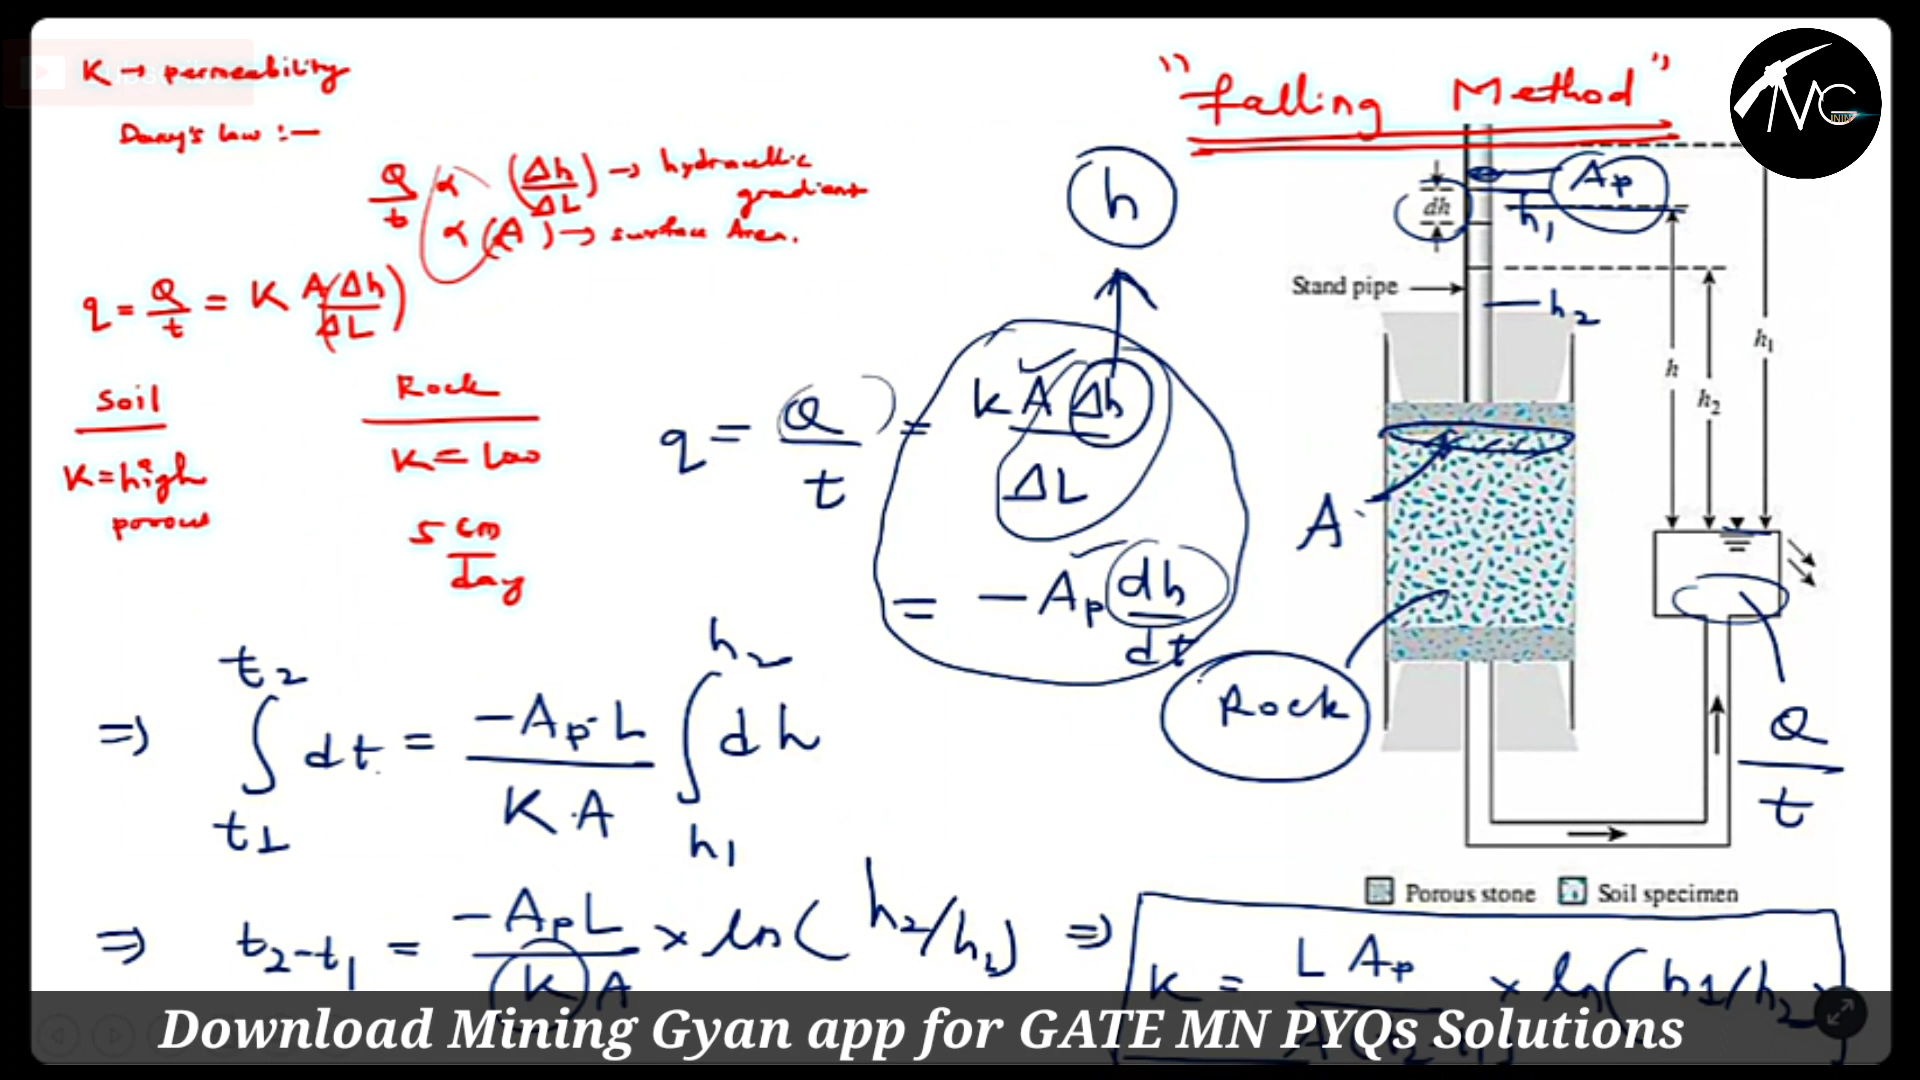 K → permeability
Darcy's law :-
Q/t ∝ (Δh/ΔL) → hydraullic gradient
∝ (A) → surface Area.
q = Q/t = K A(Δh)/ΔL
Soil
K = high
porous
Rock
K = low
5 cm/day
"falling Method"
MG
Ap
dh
h1
h
Stand pipe
h2
h
h2
h1
q = Q/t = k A Δh/ΔL
= -Ap dh/dt
A
Rock
Q/t
⇒ ∫ t1 t2 dt = -Ap·L/K·A ∫ h1 h2 dh
Porous stone
Soil specimen
⇒ t2-t1 = -ApL/kA × ln(h2/h1) ⇒ K = L Ap × ln(h1/h2
Download Mining Gyan app for GATE MN PYQs Solutions